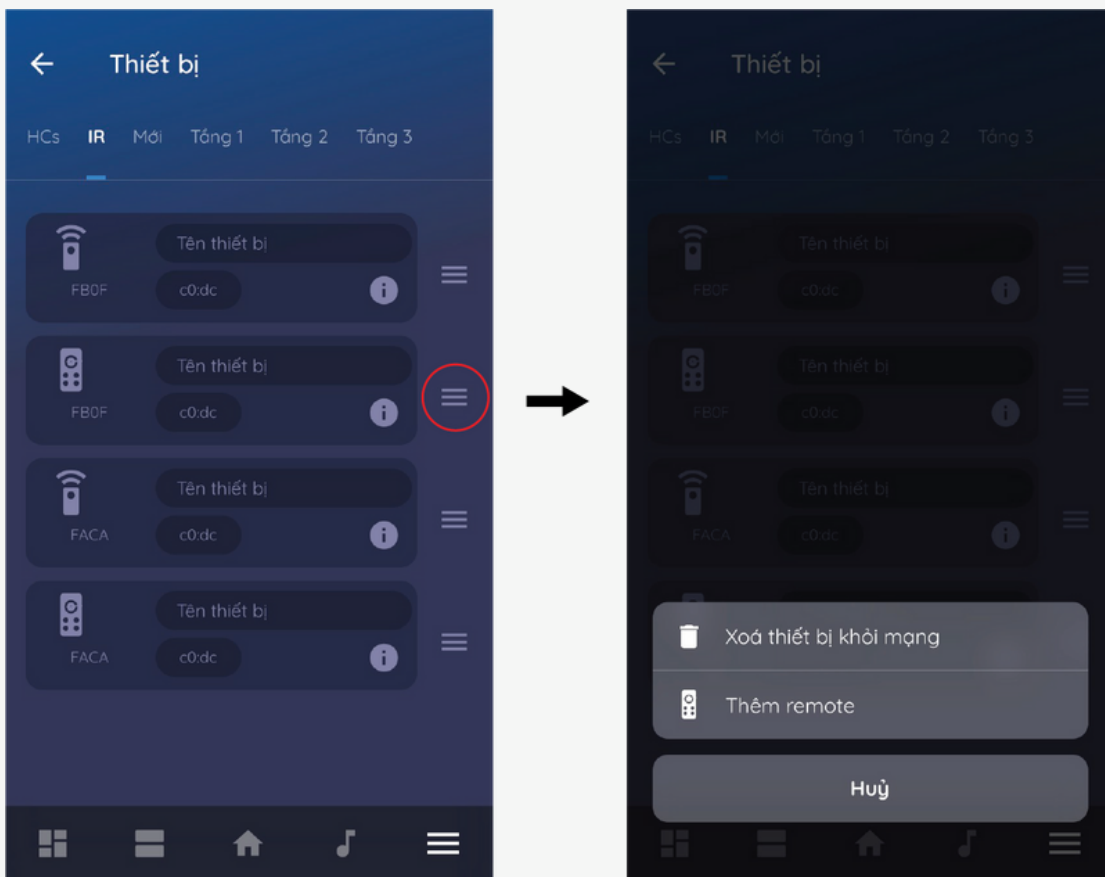 Thiết bị
HCs IR Mới Tầng 1 Tầng 2 Tầng 3
Tên thiết bị
FB0F c0:dc
Tên thiết bị
FB0F c0:dc
Tên thiết bị
FACA c0:dc
Tên thiết bị
FACA c0:dc
Thiết bị
HCs IR Mới Tầng 1 Tầng 2 Tầng 3
Tên thiết bị
FB0F c0:dc
Tên thiết bị
FB0F c0:dc
Tên thiết bị
FACA c0:dc
Xoá thiết bị khỏi mạng
Thêm remote
Huỷ